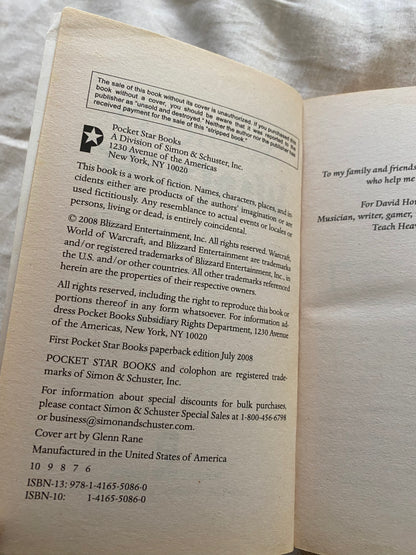 The sale of this book without its cover is unauthorized. If you purchased this
book without a cover, you should be aware that it was reported to the
publisher as "unsold and destroyed." Neither the author nor the publisher has
received payment for the sale of this "stripped book."
Pocket Star Books
A Division of Simon & Schuster, Inc.
1230 Avenue of the Americas
New York, NY 10020
This book is a work of fiction. Names, characters, places, and in-
cidents either are products of the authors' imagination or are
used fictitiously. Any resemblance to actual events or locales or
persons, living or dead, is entirely coincidental.
© 2008 Blizzard Entertainment, Inc. All rights reserved. Warcraft,
World of Warcraft, and Blizzard Entertainment are trademarks
and/or registered trademarks of Blizzard Entertainment, Inc., in
the U.S. and/or other countries. All other trademarks referenced
herein are the properties of their respective owners.
All rights reserved, including the right to reproduce this book or
portions thereof in any form whatsoever. For information ad-
dress Pocket Books Subsidiary Rights Department, 1230 Avenue
of the Americas, New York, NY 10020
First Pocket Star Books paperback edition July 2008
POCKET STAR BOOKS and colophon are registered trade-
marks of Simon & Schuster, Inc.
For information about special discounts for bulk purchases,
please contact Simon & Schuster Special Sales at 1-800-456-6798
or business@simonandschuster.com.
Cover art by Glenn Rane
Manufactured in the United States of America
10 9 8 7 6
ISBN-13: 978-1-4165-5086-0
ISBN-10: 1-4165-5086-0
To my family and friends
who help me
For David Hon
Musician, writer, gamer,
Teach Heav